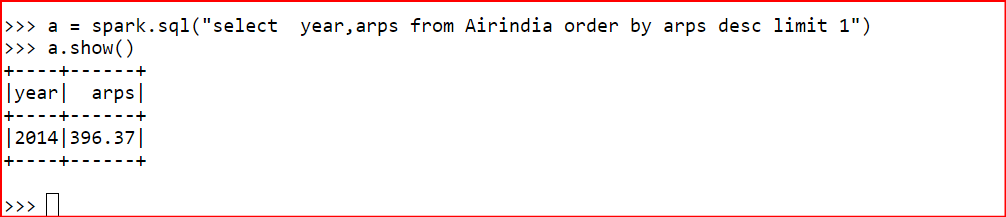 >>> a = spark.sql("select  year,arps from Airindia order by arps desc limit 1")
>>> a.show()
+----+------+
|year|  arps|
+----+------+
|2014|396.37|
+----+------+
>>>